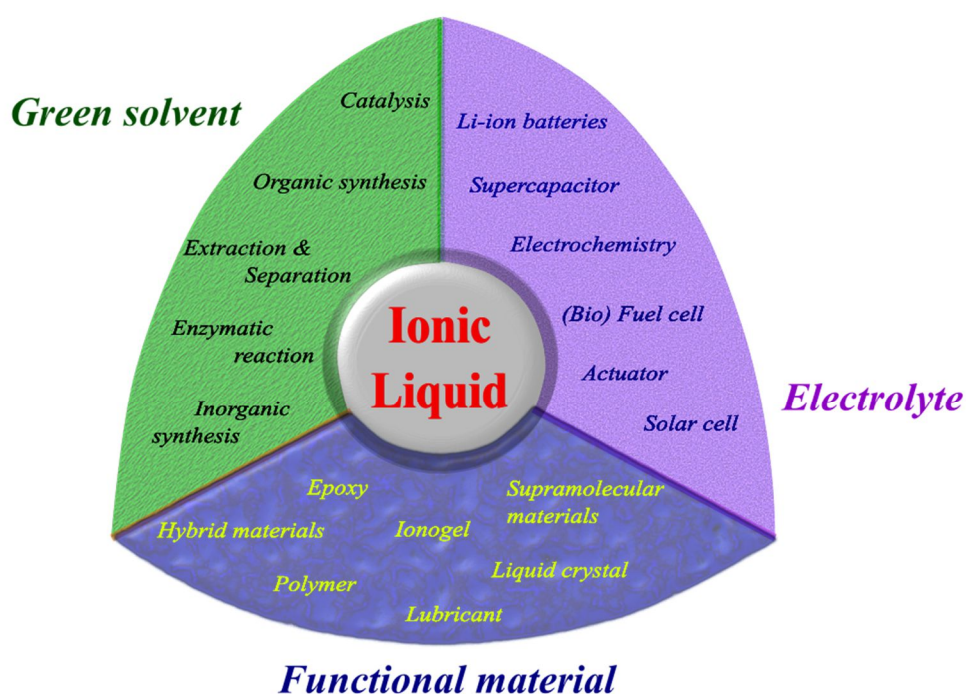 Green solvent
Catalysis
Organic synthesis
Extraction &
Separation
Enzymatic
reaction
Inorganic
synthesis
Ionic
Liquid
Li-ion batteries
Supercapacitor
Electrochemistry
(Bio) Fuel cell
Actuator
Solar cell
Electrolyte
Epoxy
Supramolecular
materials
Hybrid materials
Ionogel
Polymer
Liquid crystal
Lubricant
Functional material